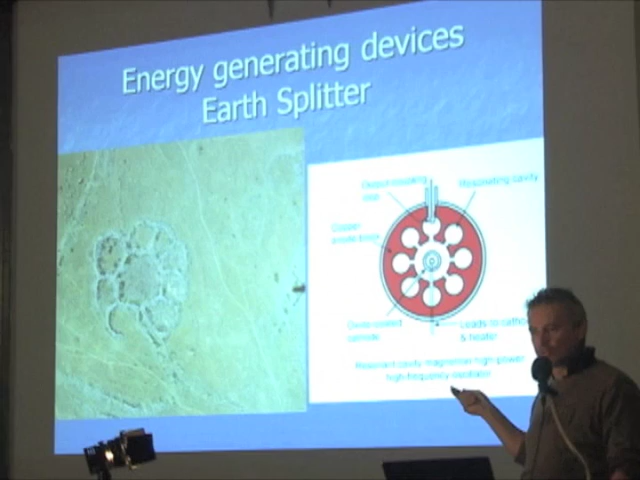 Energy generating devices
Earth Splitter
Output coupling
loop
Resonating cavity
Copper
anode block
Oxide-coated
cathode
Leads to cathode
& heater
Resonant cavity magnetron high-power
high-frequency oscillator